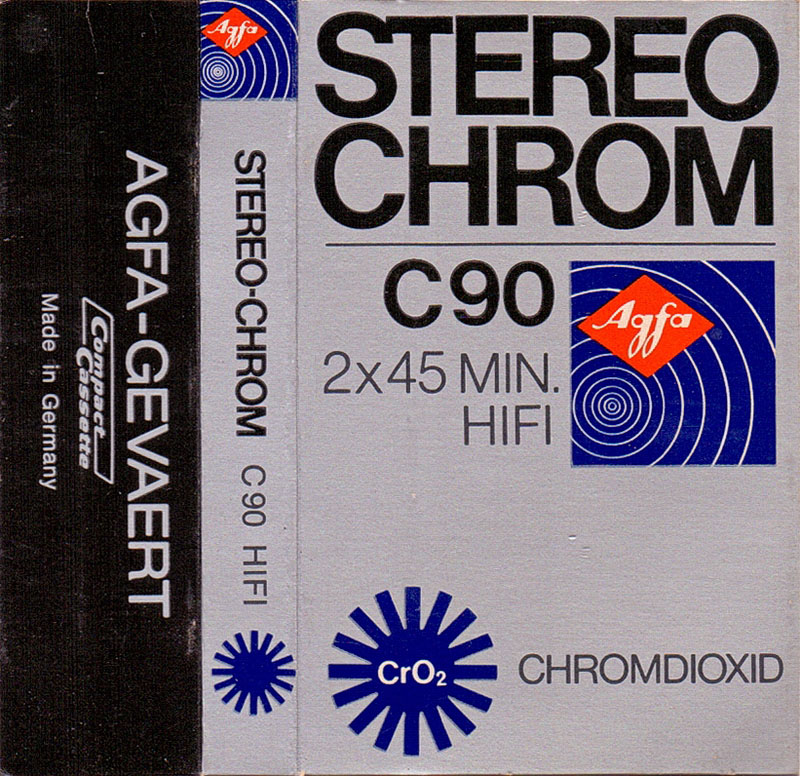 AGFA-GEVAERT
Compact
Cassette
Made in Germany
Agfa
STEREO-CHROM C90 HIFI
STEREO
CHROM
C90
2x45 MIN.
HIFI
Agfa
CrO₂
CHROMDIOXID